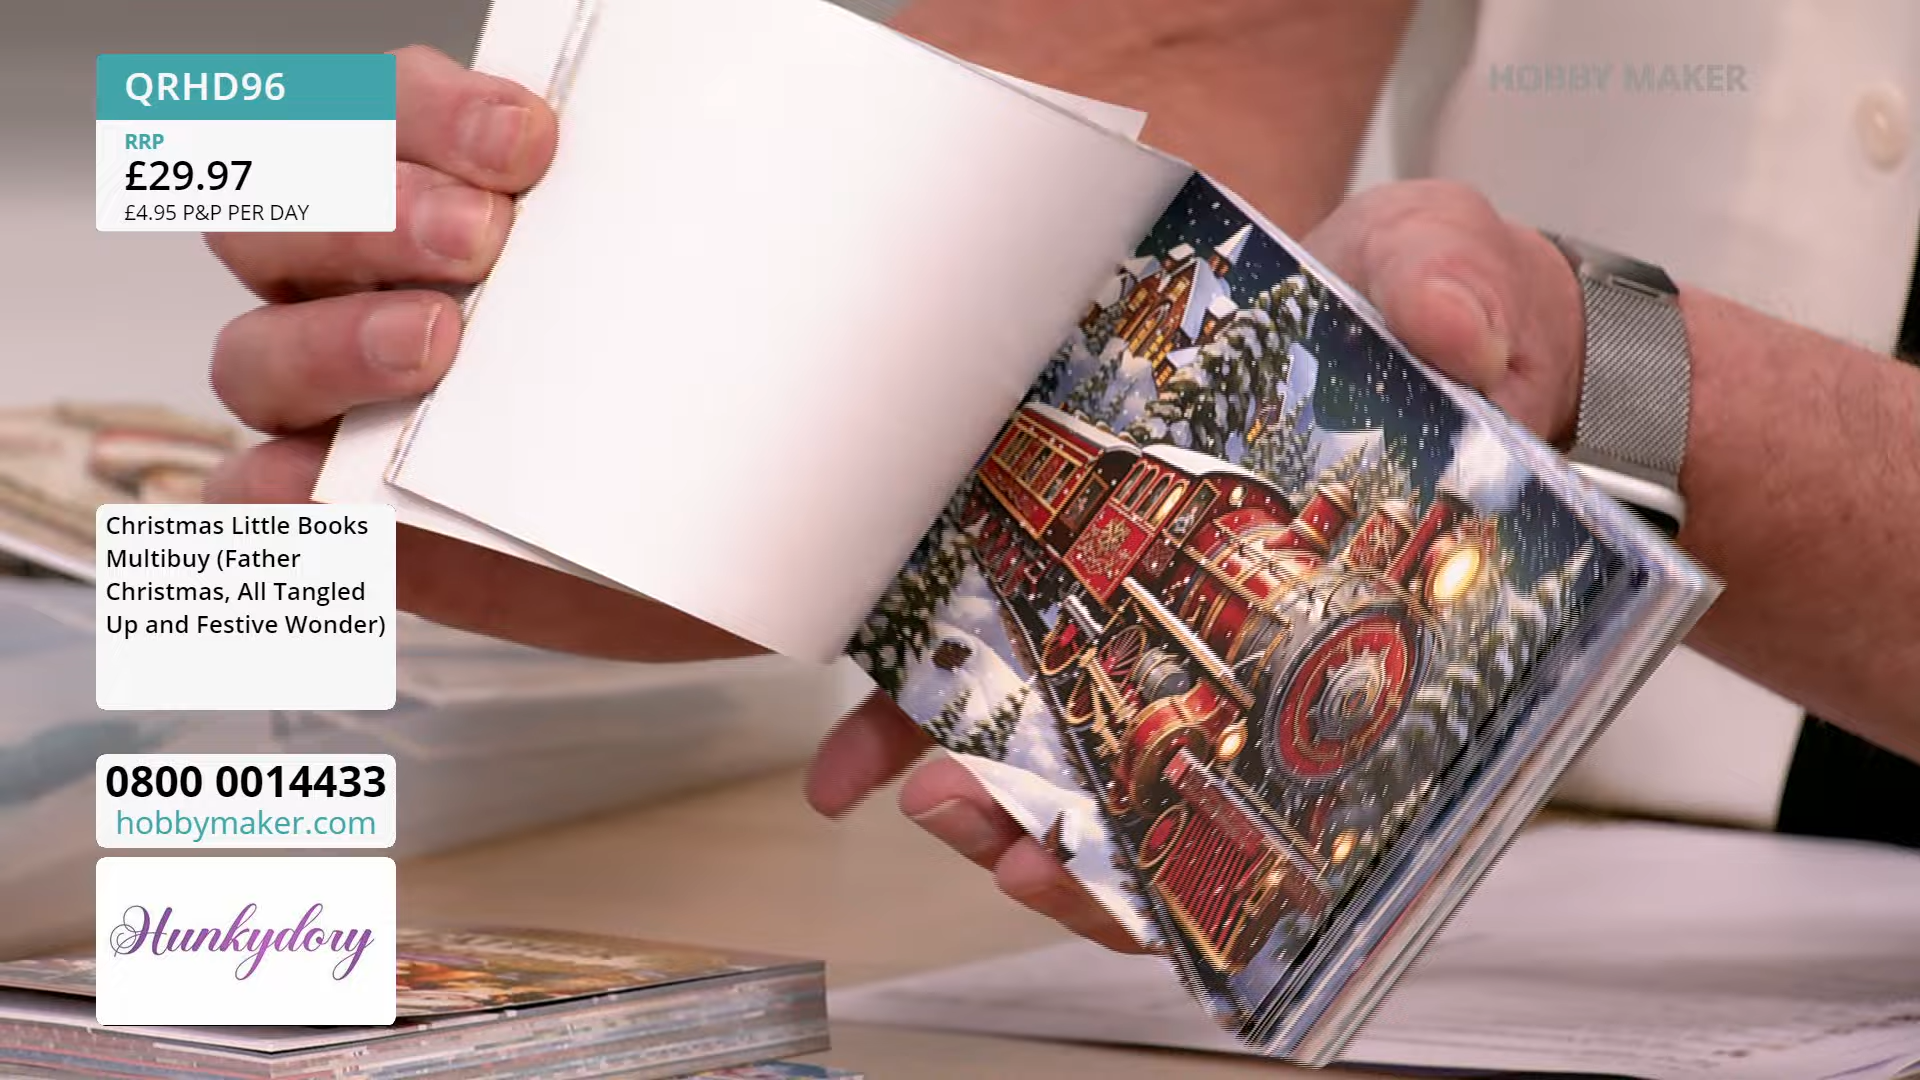 QRHD96
RRP
£29.97
£4.95 P&P PER DAY
HOBBY MAKER
Christmas Little Books
Multibuy (Father
Christmas, All Tangled
Up and Festive Wonder)
0800 0014433
hobbymaker.com
Hunkydory